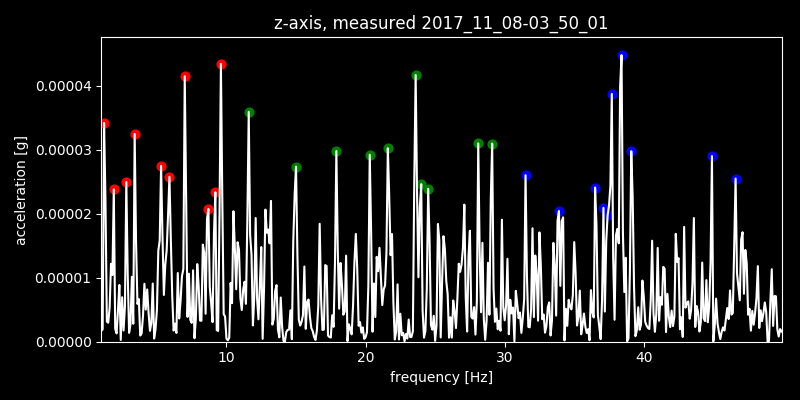 z-axis, measured 2017_11_08-03_50_01
acceleration [g]
0.00004
0.00003
0.00002
0.00001
0.00000
10 20 30 40
frequency [Hz]